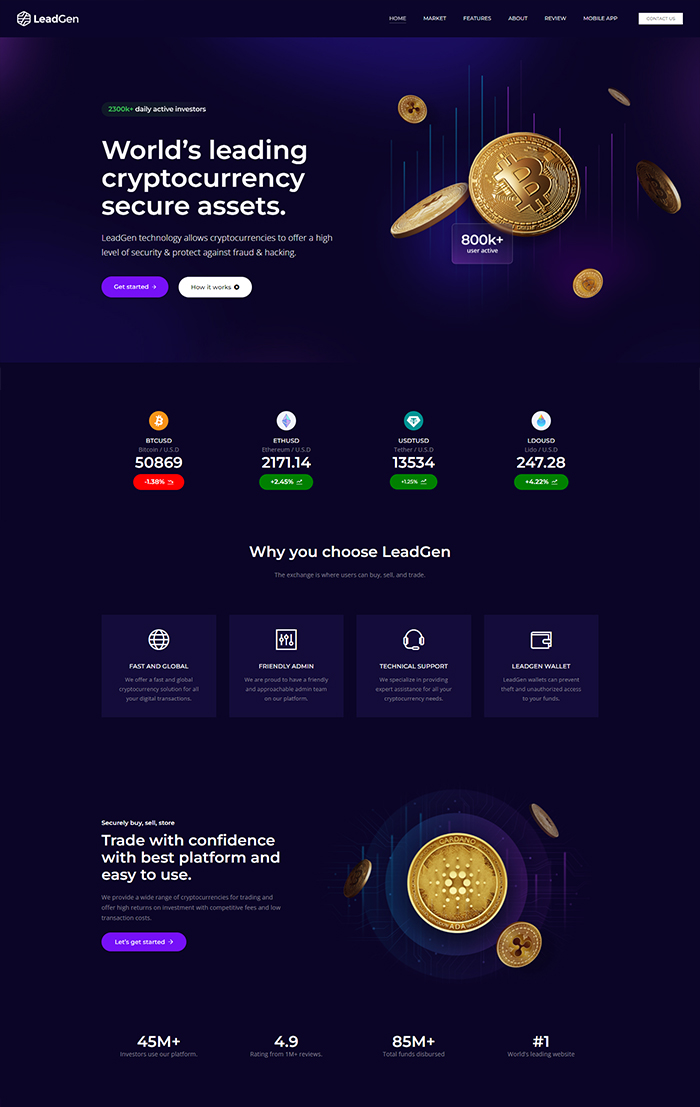 LeadGen
HOME
MARKET
FEATURES
ABOUT
REVIEW
MOBILE APP
CONTACT US
2300k+ daily active investors
World's leading
cryptocurrency
secure assets.
LeadGen technology allows cryptocurrencies to offer a high
level of security & protect against fraud & hacking.
Get started
How it works
800k+
user active
BTCUSD
Bitcoin / U.S.D
50869
-1.38%
ETHUSD
Ethereum / U.S.D
2171.14
+2.45%
USDTUSD
Tether / U.S.D
13534
+1.25%
LDOUSD
Lido / U.S.D
247.28
+4.22%
Why you choose LeadGen
The exchange is where users can buy, sell, and trade.
FAST AND GLOBAL
We offer a fast and global
cryptocurrency solution for all
your digital transactions.
FRIENDLY ADMIN
We are proud to have a friendly
and approachable admin team
on our platform.
TECHNICAL SUPPORT
We specialize in providing
expert assistance for all your
cryptocurrency needs.
LEADGEN WALLET
LeadGen wallets can prevent
theft and unauthorized access
to your funds.
Securely buy, sell, store
Trade with confidence
with best platform and
easy to use.
We provide a wide range of cryptocurrencies for trading and
offer high returns on investment with competitive fees and low
transaction costs.
Let's get started
CARDANO
ADA
45M+
Investors use our platform.
4.9
Rating from 1M+ reviews.
85M+
Total funds disbursed
#1
World's leading website